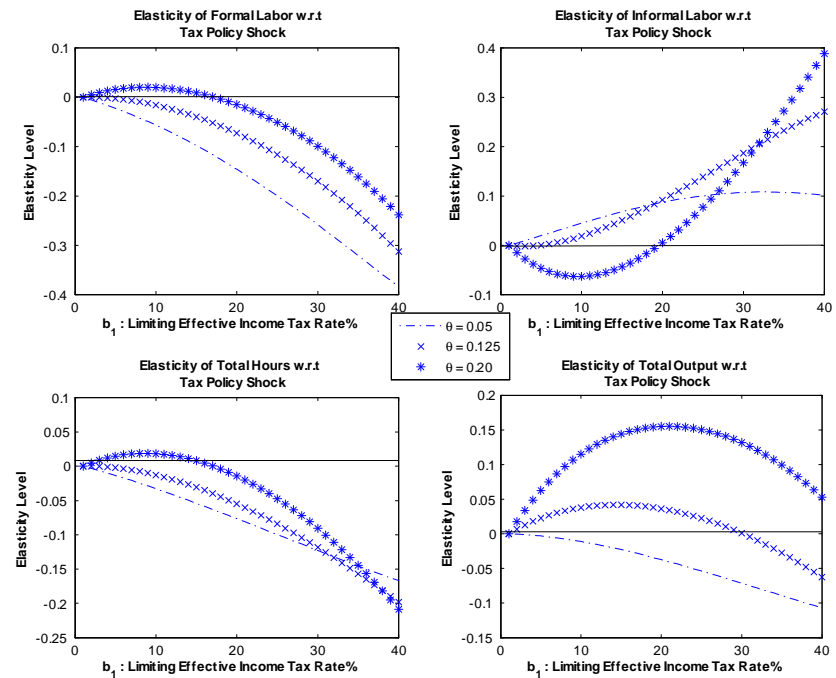 Elasticity of Formal Labor w.r.t
Tax Policy Shock
0.1
0
-0.1
-0.2
-0.3
-0.4
Elasticity Level
0 10 20 30 40
b1 : Limiting Effective Income Tax Rate%
Elasticity of Informal Labor w.r.t
Tax Policy Shock
0.4
0.3
0.2
0.1
0
-0.1
Elasticity Level
0 10 20 30 40
b1 : Limiting Effective Income Tax Rate%
θ = 0.05
θ = 0.125
θ = 0.20
Elasticity of Total Hours w.r.t
Tax Policy Shock
0.1
0.05
0
-0.05
-0.1
-0.15
-0.2
-0.25
Elasticity Level
0 10 20 30 40
b1 : Limiting Effective Income Tax Rate%
Elasticity of Total Output w.r.t
Tax Policy Shock
0.2
0.15
0.1
0.05
0
-0.05
-0.1
-0.15
Elasticity Level
0 10 20 30 40
b1 : Limiting Effective Income Tax Rate%